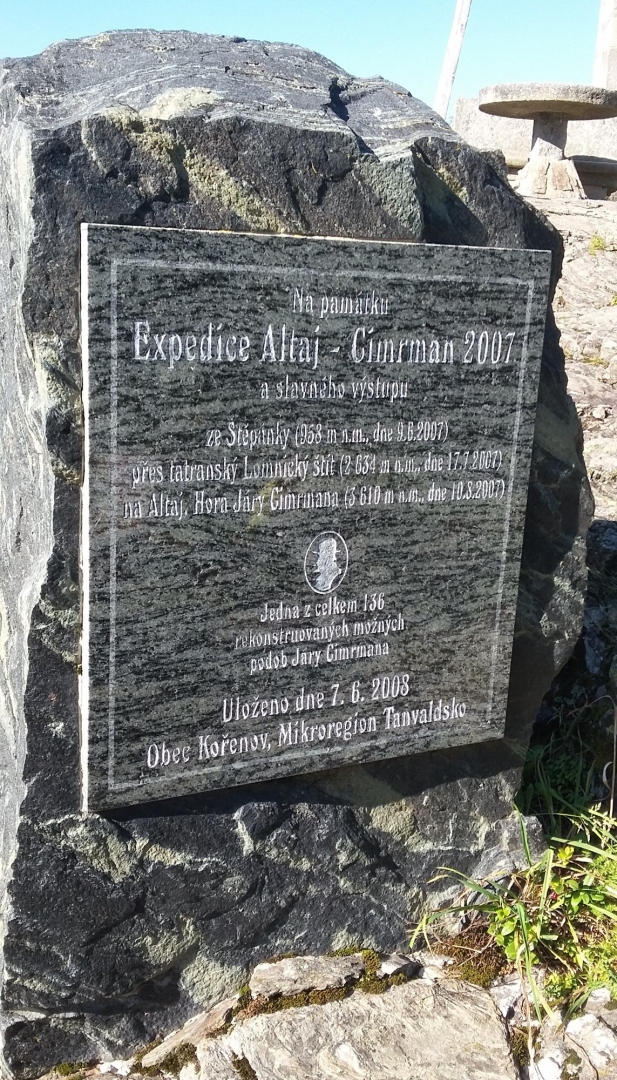 Na památku
Expedice Altaj - Cimrman 2007
a slavného výstupu
ze Štěpánky (958 m n.m., dne 9.6.2007)
přes tatranský Lomnický štít (2 634 m n.m., dne 17.7.2007)
na Altaj, Hora Járy Cimrmana (3 610 m n.m., dne 10.8.2007)
Jedna z celkem 136
rekonstruovaných možných
podob Járy Cimrmana
Uloženo dne 7. 6. 2008
Obec Kořenov, Mikroregion Tanvaldsko